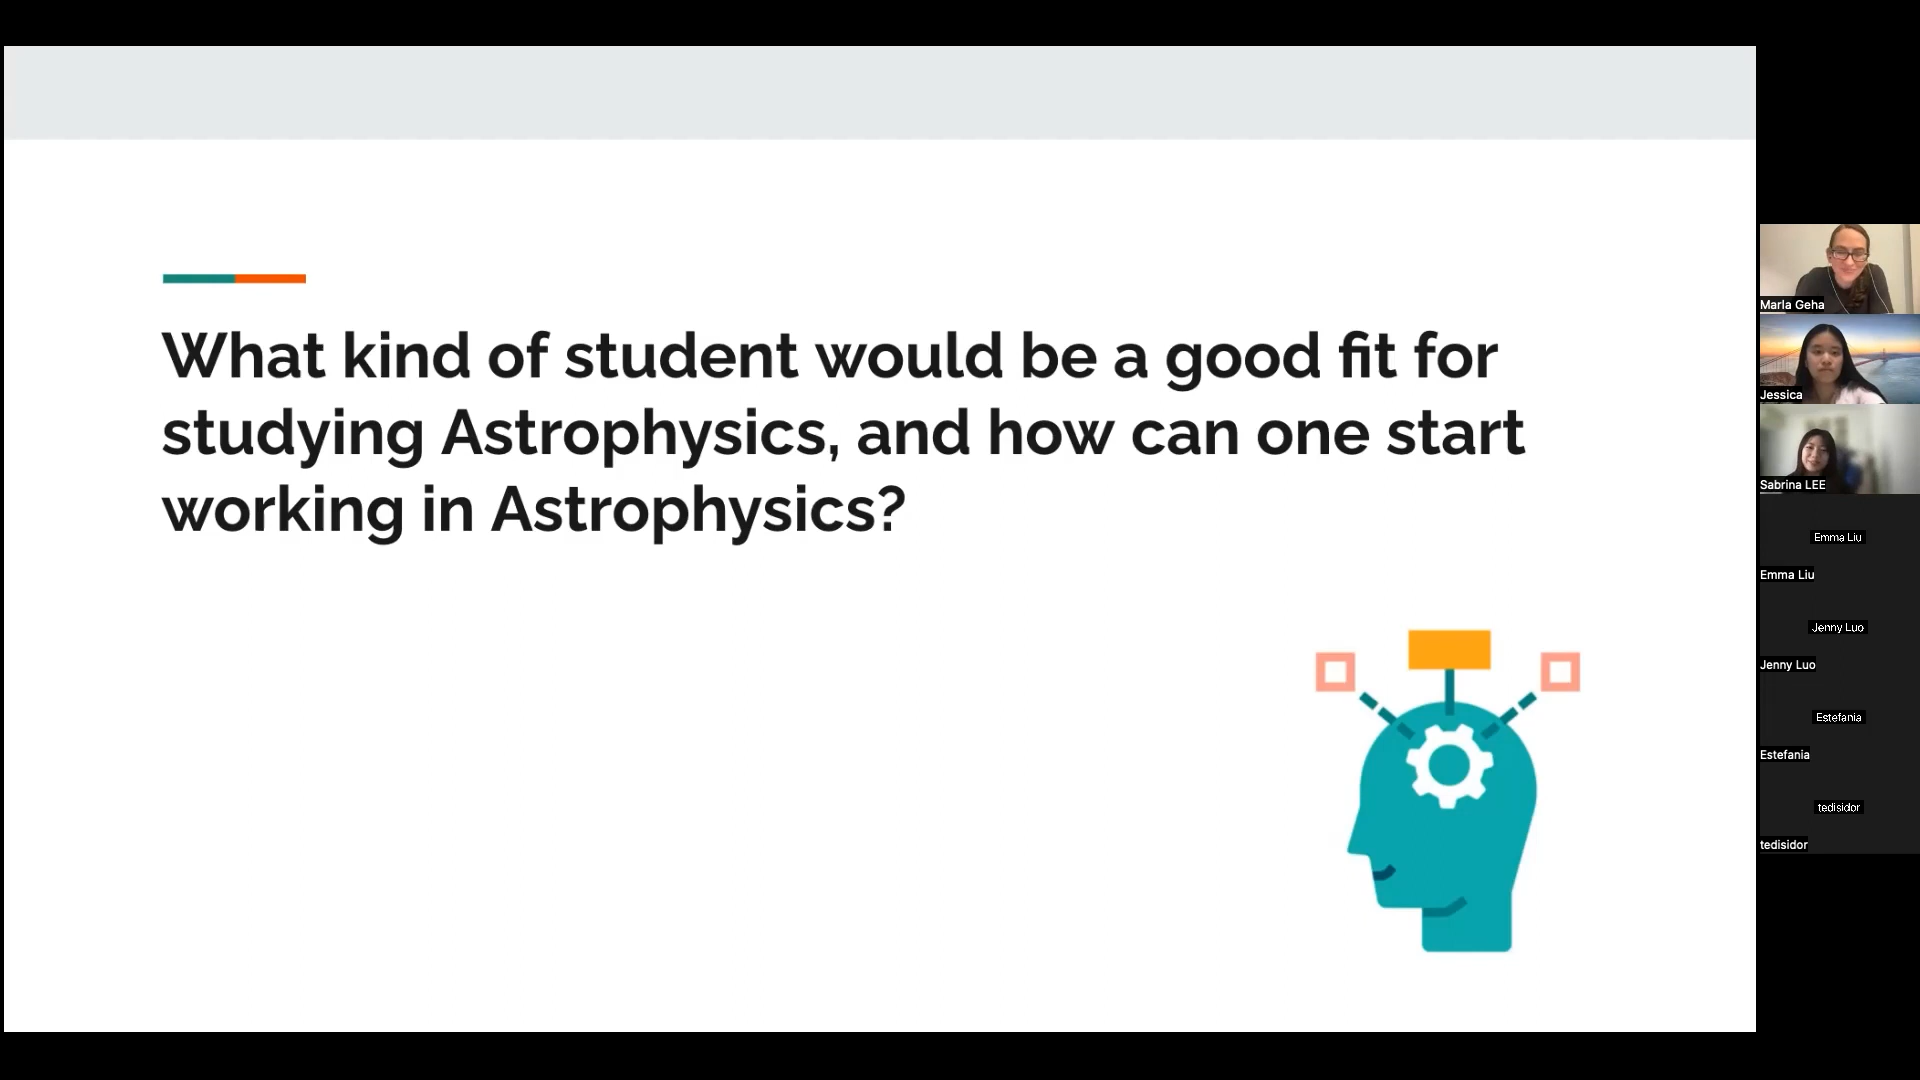 What kind of student would be a good fit for
studying Astrophysics, and how can one start
working in Astrophysics?
Marla Geha
Jessica
Sabrina LEE
Emma Liu
Emma Liu
Jenny Luo
Jenny Luo
Estefania
Estefania
tedisidor
tedisidor